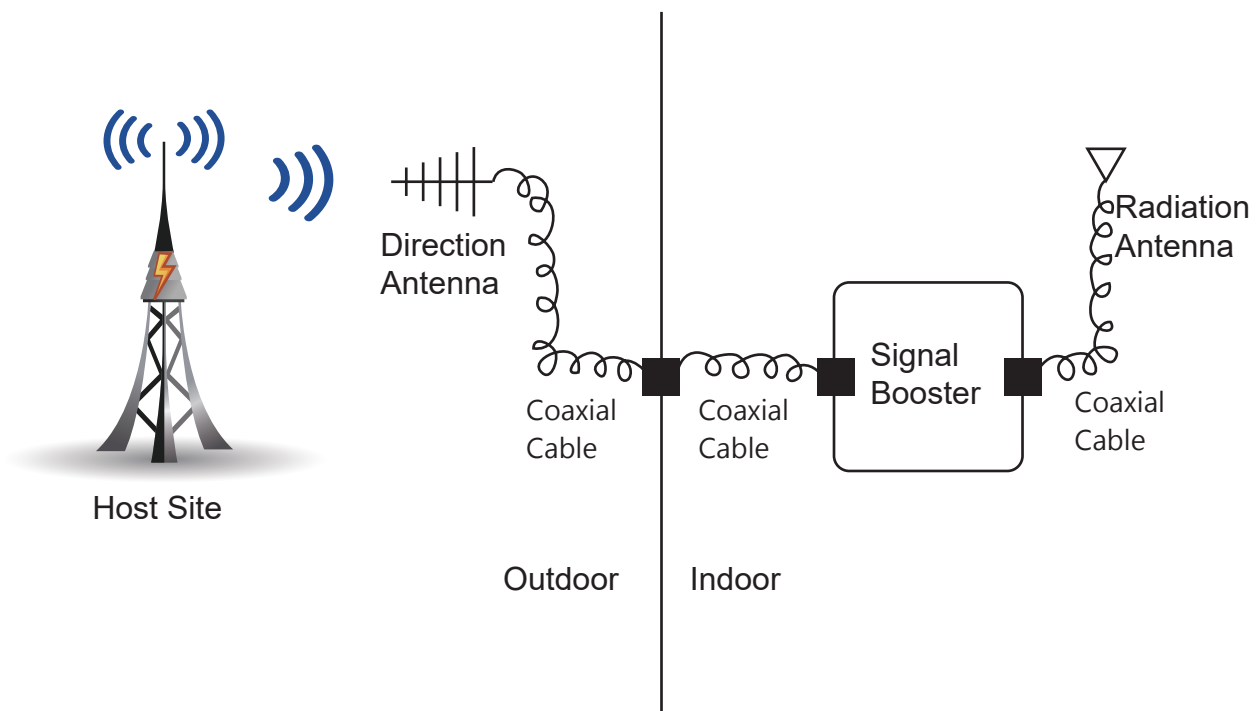 Host Site
Direction
Antenna
Coaxial
Cable
Coaxial
Cable
Signal
Booster
Radiation
Antenna
Coaxial
Cable
Outdoor
Indoor